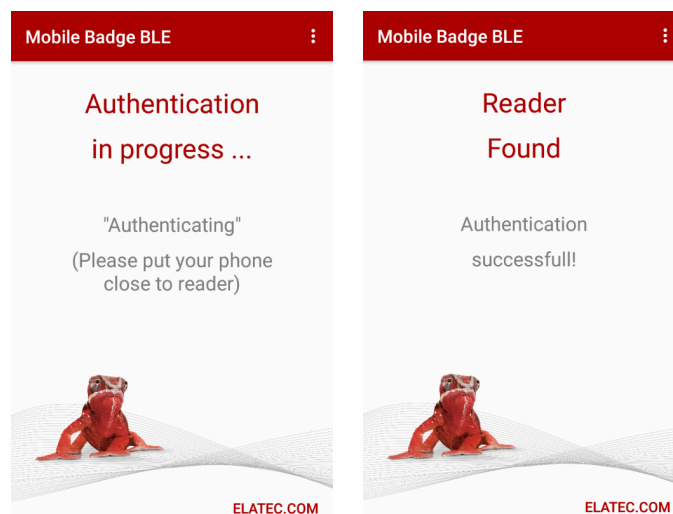 Mobile Badge BLE
Authentication
in progress ...
"Authenticating"
(Please put your phone
close to reader)
ELATEC.COM
Mobile Badge BLE
Reader
Found
Authentication
successfull!
ELATEC.COM